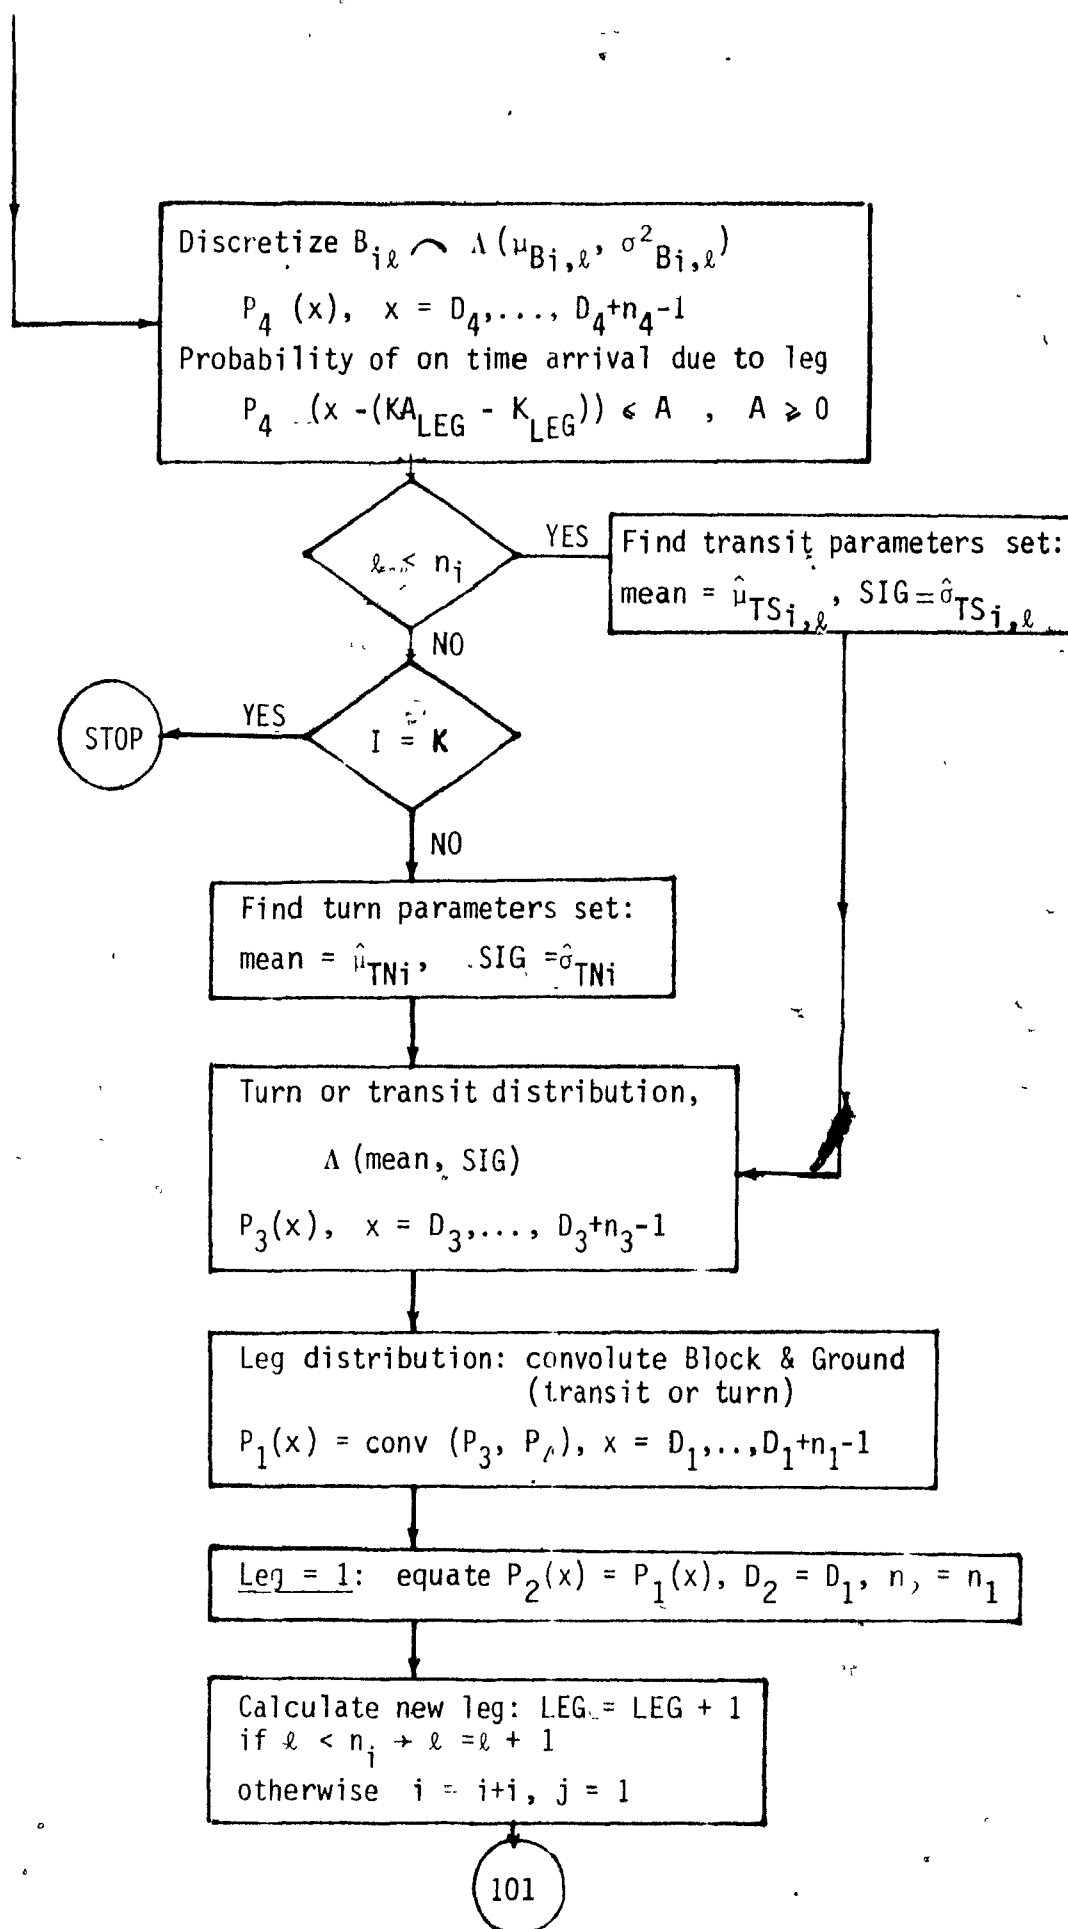 Discretize B_iℓ ⌒ Λ(μ_Bi,ℓ, σ²_Bi,ℓ)
P_4 (x), x = D_4,..., D_4+n_4-1
Probability of on time arrival due to leg
P_4 (x -(KA_LEG - K_LEG)) ⩽ A , A ⩾ 0
ℓ < n_i
YES
Find transit parameters set:
mean = μ̂_TSi,ℓ, SIG = σ̂_TSi,ℓ
NO
I = K
YES
STOP
NO
Find turn parameters set:
mean = μ̂_TNi, SIG = σ̂_TNi
Turn or transit distribution,
Λ (mean, SIG)
P_3(x), x = D_3,..., D_3+n_3-1
Leg distribution: convolute Block & Ground
(transit or turn)
P_1(x) = conv (P_3, P), x = D_1,..,D_1+n_1-1
Leg = 1: equate P_2(x) = P_1(x), D_2 = D_1, n = n_1
Calculate new leg: LEG = LEG + 1
if ℓ < n_i → ℓ = ℓ + 1
otherwise i = i+i, j = 1
101